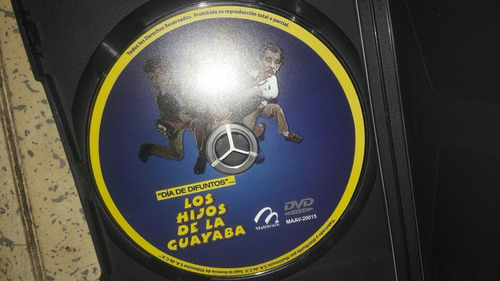 Todos los Derechos Reservados. Prohibida su reproducción total o parcial.
"DÍA DE DIFUNTOS"...
LOS
HIJOS
DE LA
GUAYABA
Multitrack
DVD
VIDEO
MAAV-20015